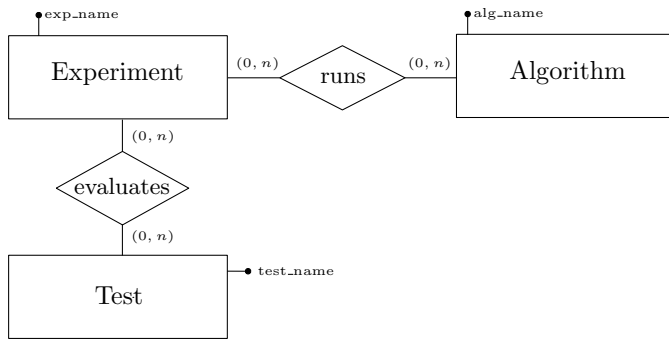 exp_name
alg_name
Experiment
(0, n)
runs
(0, n)
Algorithm
(0, n)
evaluates
(0, n)
Test
test_name